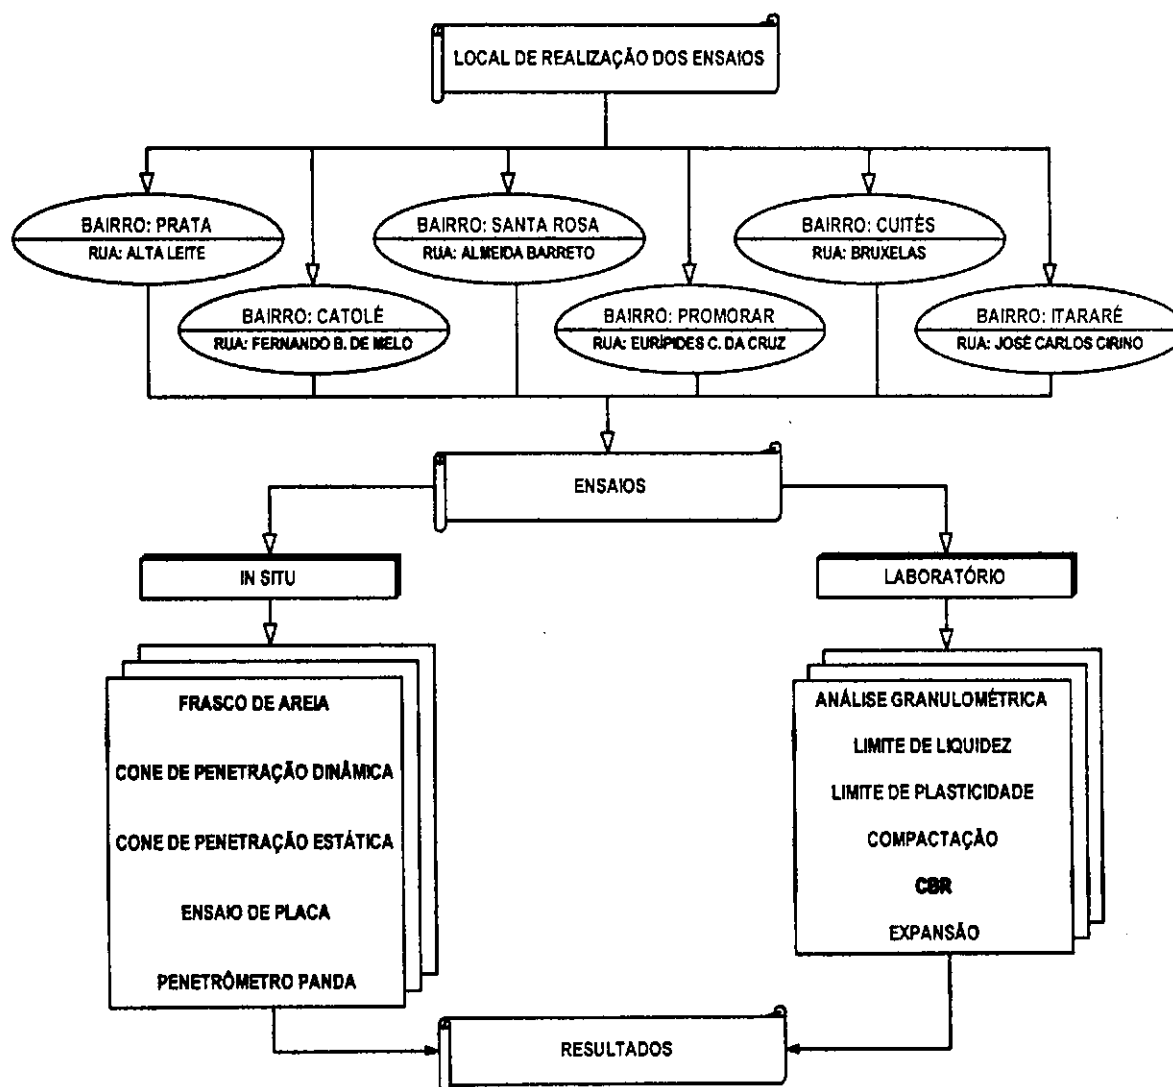 LOCAL DE REALIZAÇÃO DOS ENSAIOS
BAIRRO: PRATA
RUA: ALTA LEITE
BAIRRO: SANTA ROSA
RUA: ALMEIDA BARRETO
BAIRRO: CUITÉS
RUA: BRUXELAS
BAIRRO: CATOLÉ
RUA: FERNANDO B. DE MELO
BAIRRO: PROMORAR
RUA: EURÍPIDES C. DA CRUZ
BAIRRO: ITARARÉ
RUA: JOSÉ CARLOS CIRINO
ENSAIOS
IN SITU
LABORATÓRIO
FRASCO DE AREIA
CONE DE PENETRAÇÃO DINÂMICA
CONE DE PENETRAÇÃO ESTÁTICA
ENSAIO DE PLACA
PENETRÔMETRO PANDA
ANÁLISE GRANULOMÉTRICA
LIMITE DE LIQUIDEZ
LIMITE DE PLASTICIDADE
COMPACTAÇÃO
CBR
EXPANSÃO
RESULTADOS